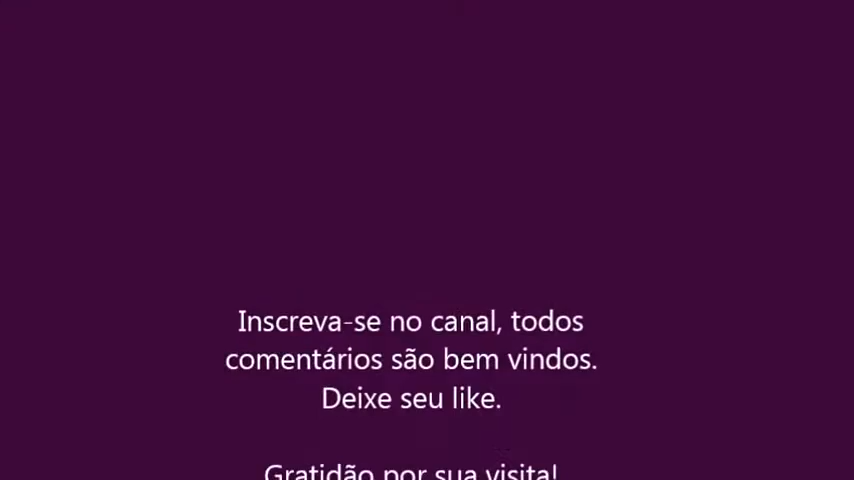 Inscreva-se no canal, todos
comentários são bem vindos.
Deixe seu like.
Gratidão por sua visita!